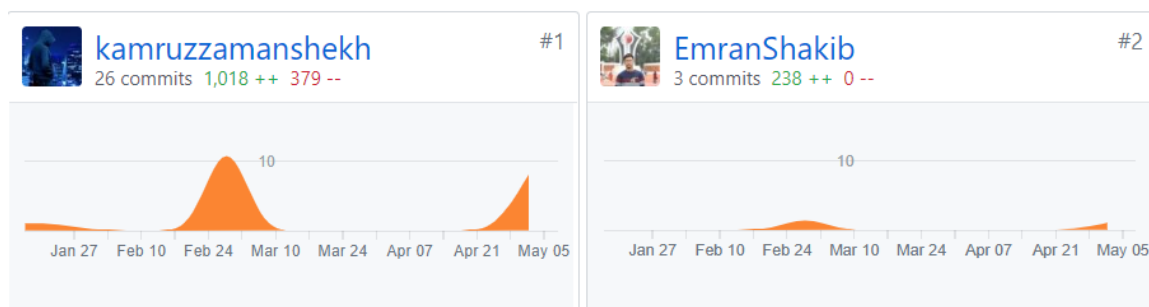 kamruzzamanshekh
#1
26 commits 1,018 ++ 379 --
10
Jan 27 Feb 10 Feb 24 Mar 10 Mar 24 Apr 07 Apr 21 May 05
EmranShakib
#2
3 commits 238 ++ 0 --
10
Jan 27 Feb 10 Feb 24 Mar 10 Mar 24 Apr 07 Apr 21 May 05